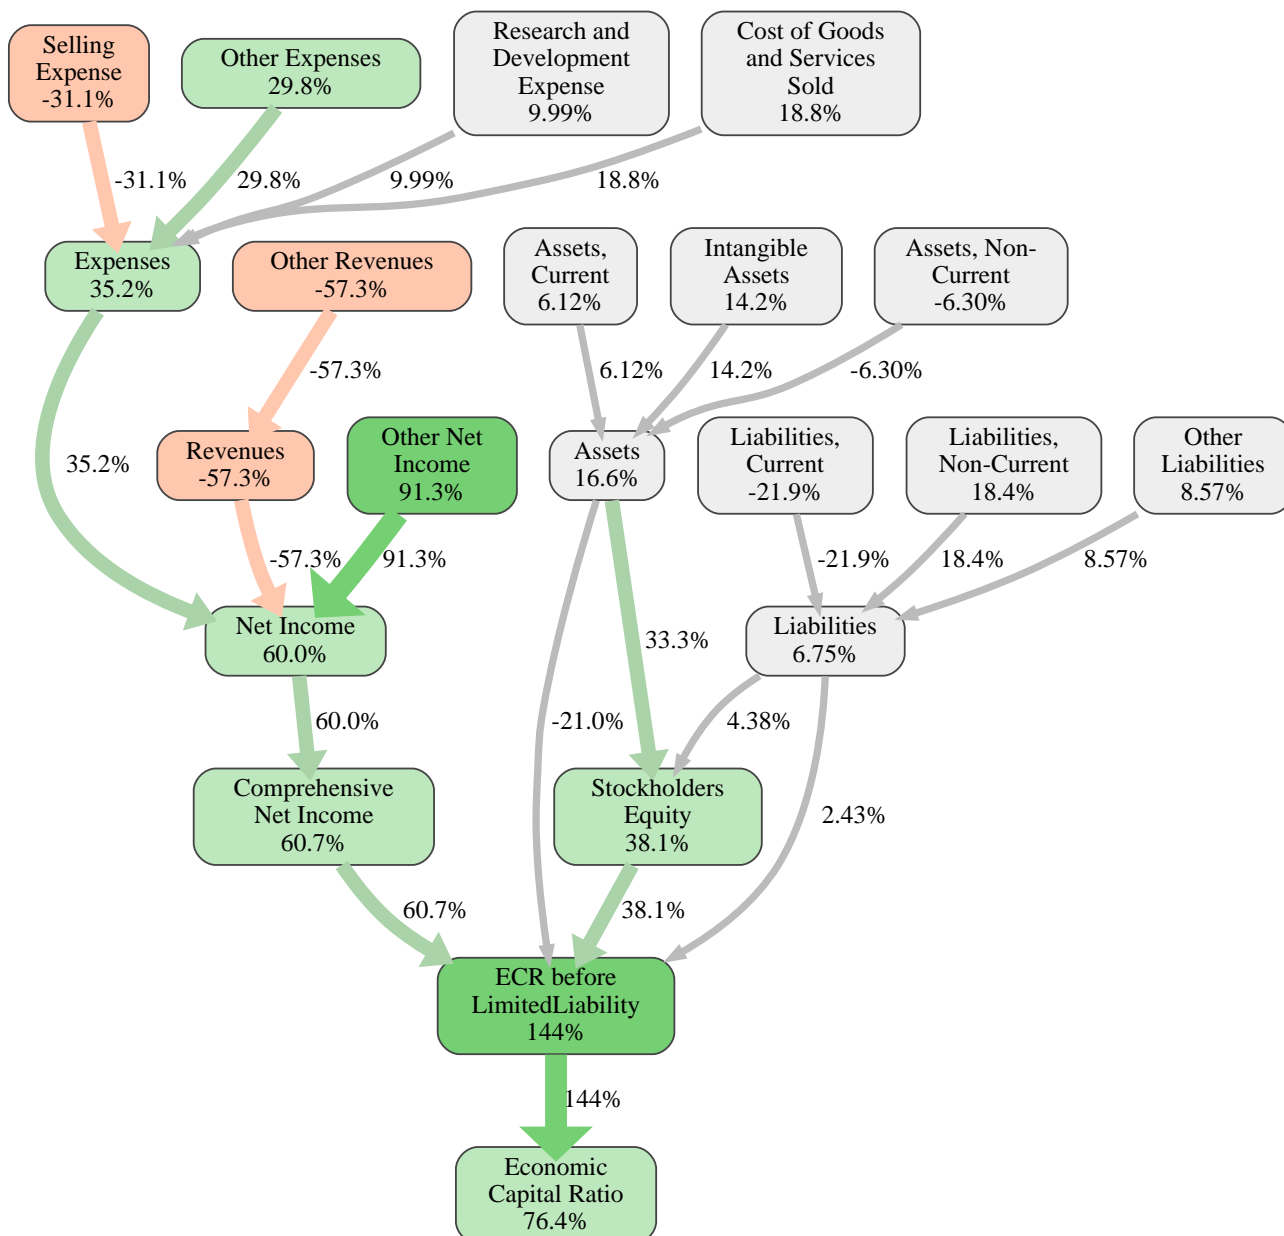 Selling
Expense
-31.1%
Other Expenses
29.8%
Research and
Development
Expense
9.99%
Cost of Goods
and Services
Sold
18.8%
-31.1%
29.8%
9.99%
18.8%
Expenses
35.2%
Other Revenues
-57.3%
Assets,
Current
6.12%
Intangible
Assets
14.2%
Assets, Non-
Current
-6.30%
-57.3%
6.12%
14.2%
-6.30%
35.2%
Revenues
-57.3%
Other Net
Income
91.3%
Assets
16.6%
Liabilities,
Current
-21.9%
Liabilities,
Non-Current
18.4%
Other
Liabilities
8.57%
-57.3%
91.3%
-21.9%
18.4%
8.57%
Net Income
60.0%
33.3%
Liabilities
6.75%
60.0%
-21.0%
4.38%
Comprehensive
Net Income
60.7%
Stockholders
Equity
38.1%
2.43%
60.7%
38.1%
ECR before
LimitedLiability
144%
144%
Economic
Capital Ratio
76.4%